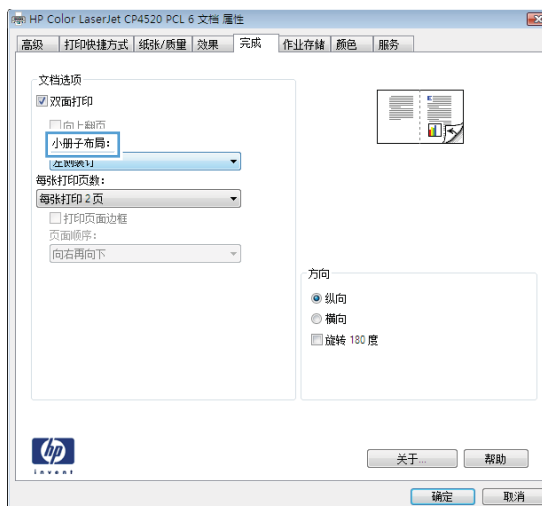 HP Color LaserJet CP4520 PCL 6 文档 属性
高级 打印快捷方式 纸张/质量 效果 完成 作业存储 颜色 服务
文档选项
双面打印
向上翻页
小册子布局:
左侧装订
每张打印页数:
每张打印 2 页
打印页面边框
页面顺序:
向右再向下
方向
纵向
横向
旋转 180 度
hp
invent
关于... 帮助
确定 取消